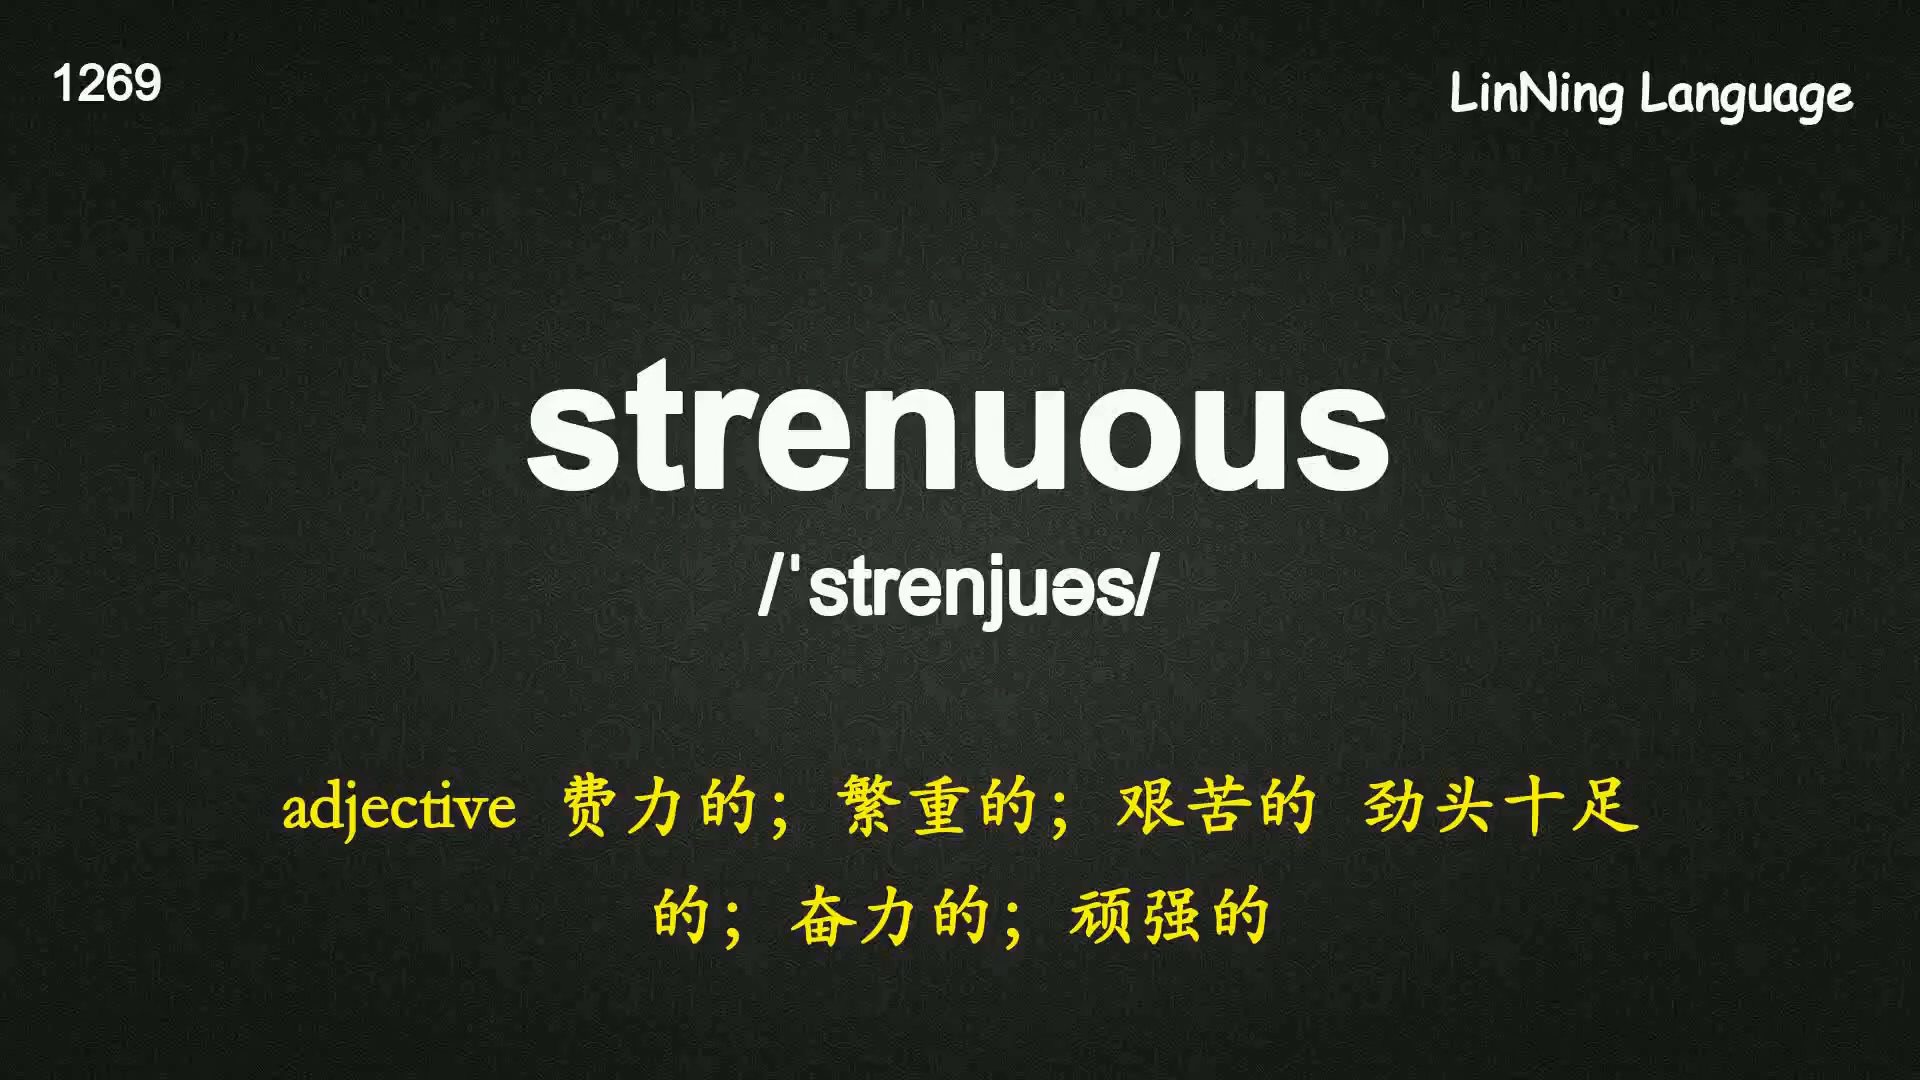 1269
LinNing Language
strenuous
/ˈstrenjuəs/
adjective 费力的；繁重的；艰苦的 劲头十足
的；奋力的；顽强的